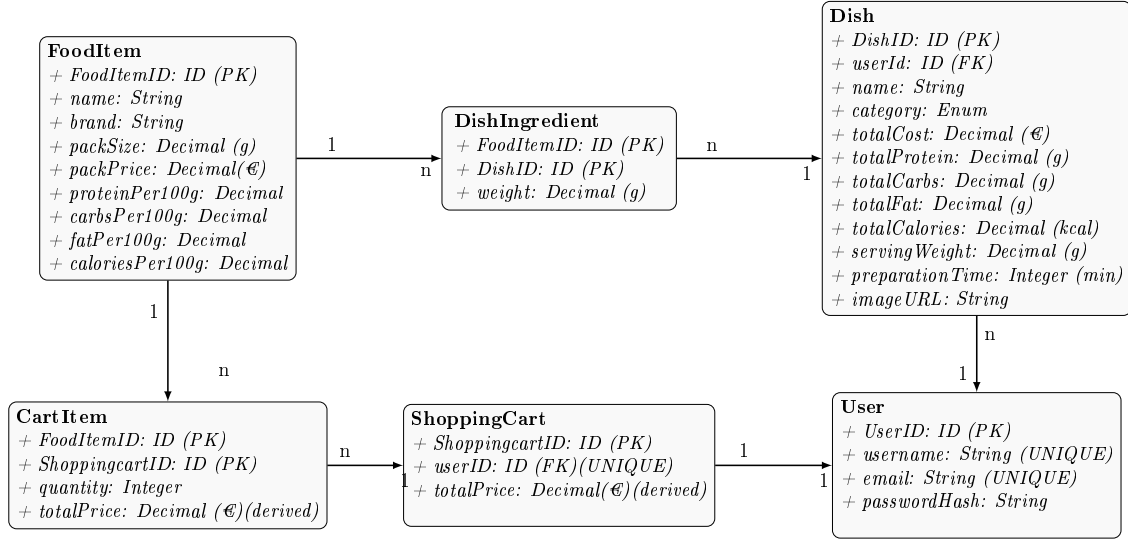 FoodItem
+ FoodItemID: ID (PK)
+ name: String
+ brand: String
+ packSize: Decimal (g)
+ packPrice: Decimal(€)
+ proteinPer100g: Decimal
+ carbsPer100g: Decimal
+ fatPer100g: Decimal
+ caloriesPer100g: Decimal
1
n
DishIngredient
+ FoodItemID: ID (PK)
+ DishID: ID (PK)
+ weight: Decimal (g)
n
1
Dish
+ DishID: ID (PK)
+ userId: ID (FK)
+ name: String
+ category: Enum
+ totalCost: Decimal (€)
+ totalProtein: Decimal (g)
+ totalCarbs: Decimal (g)
+ totalFat: Decimal (g)
+ totalCalories: Decimal (kcal)
+ servingWeight: Decimal (g)
+ preparationTime: Integer (min)
+ imageURL: String
1
n
n
1
CartItem
+ FoodItemID: ID (PK)
+ ShoppingcartID: ID (PK)
+ quantity: Integer
+ totalPrice: Decimal (€)(derived)
n
1
ShoppingCart
+ ShoppingcartID: ID (PK)
+ userID: ID (FK)(UNIQUE)
+ totalPrice: Decimal(€)(derived)
1
1
User
+ UserID: ID (PK)
+ username: String (UNIQUE)
+ email: String (UNIQUE)
+ passwordHash: String